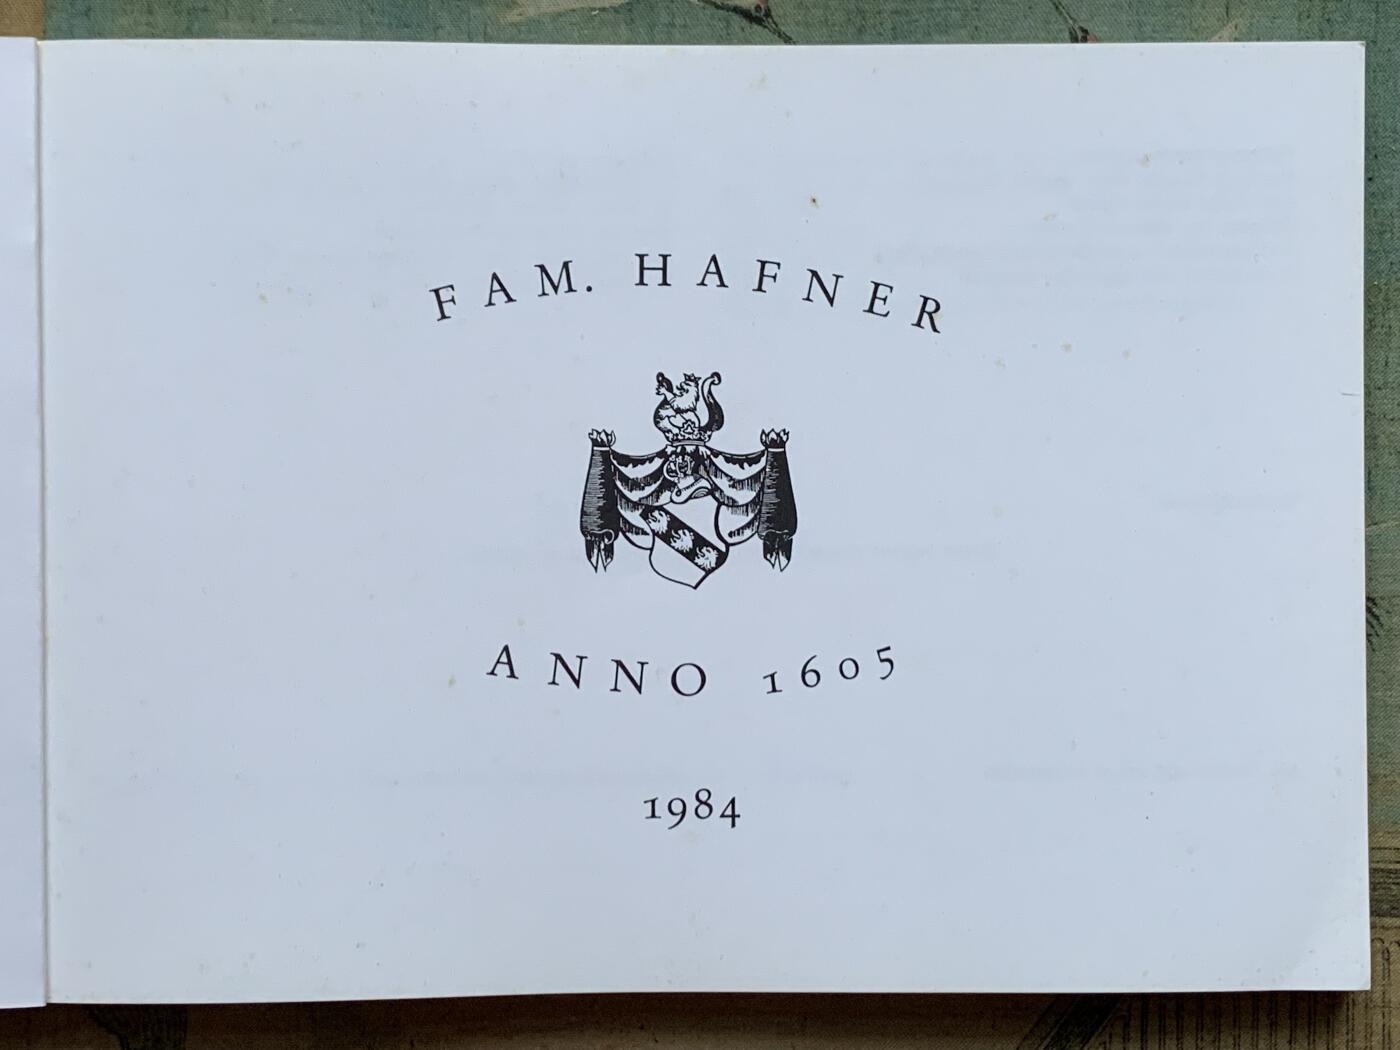 FAM. HAFNER
ANNO 1605
1984